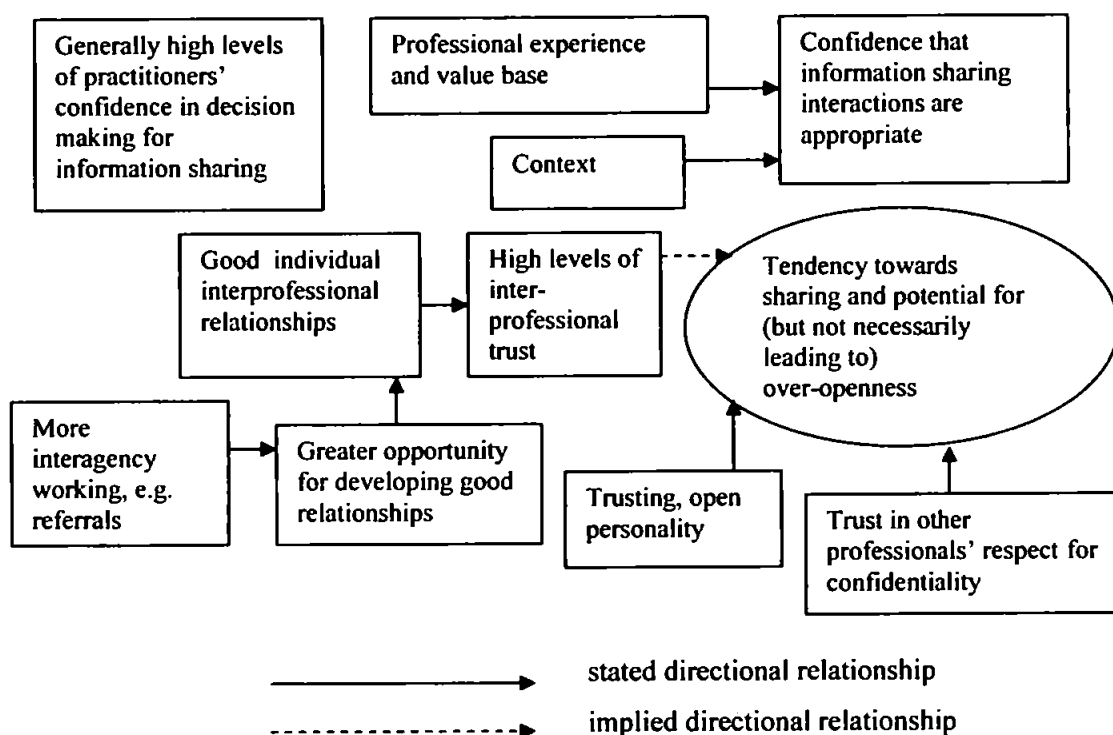 Generally high levels
of practitioners'
confidence in decision
making for
information sharing
Professional experience
and value base
Confidence that
information sharing
interactions are
appropriate
Context
Good individual
interprofessional
relationships
High levels of
inter-
professional
trust
Tendency towards
sharing and potential for
(but not necessarily
leading to)
over-openness
More
interagency
working, e.g.
referrals
Greater opportunity
for developing good
relationships
Trusting, open
personality
Trust in other
professionals' respect for
confidentiality
stated directional relationship
implied directional relationship